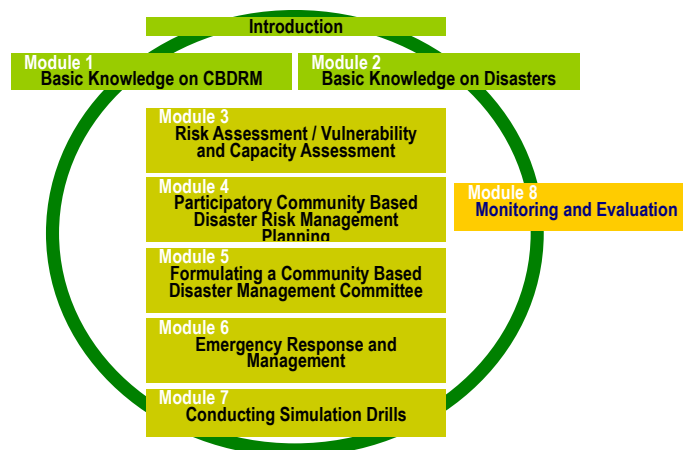 Introduction
Module 1
Basic Knowledge on CBDRM
Module 2
Basic Knowledge on Disasters
Module 3
Risk Assessment / Vulnerability
and Capacity Assessment
Module 4
Participatory Community Based
Disaster Risk Management
Planning
Module 8
Monitoring and Evaluation
Module 5
Formulating a Community Based
Disaster Management Committee
Module 6
Emergency Response and
Management
Module 7
Conducting Simulation Drills